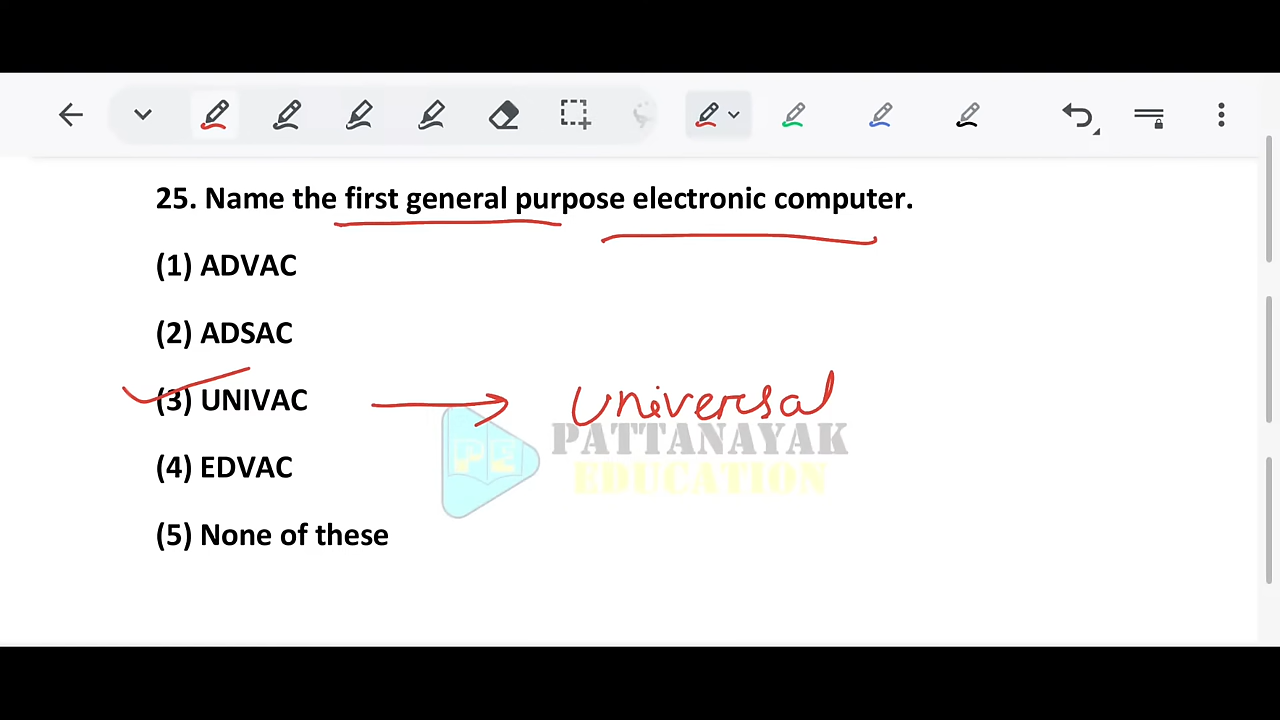 25. Name the first general purpose electronic computer.
(1) ADVAC
(2) ADSAC
(3) UNIVAC universal
PE PATTANAYAK
EDUCATION
(4) EDVAC
(5) None of these